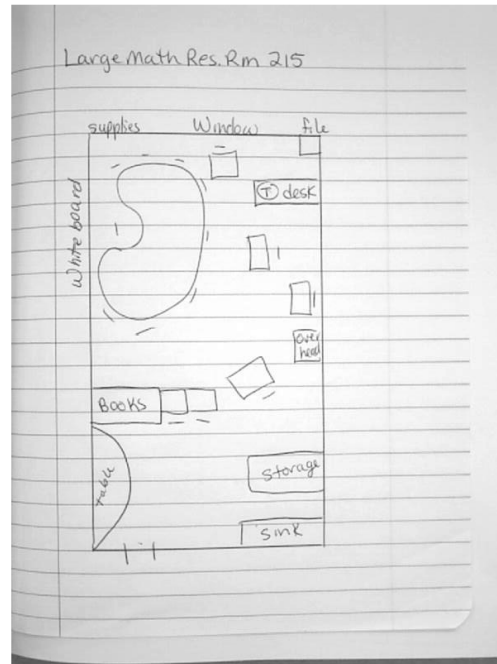 Large Math Res. Rm 215
supplies Window file
White board
T desk
over
head
BOOKS
table
Storage
sink